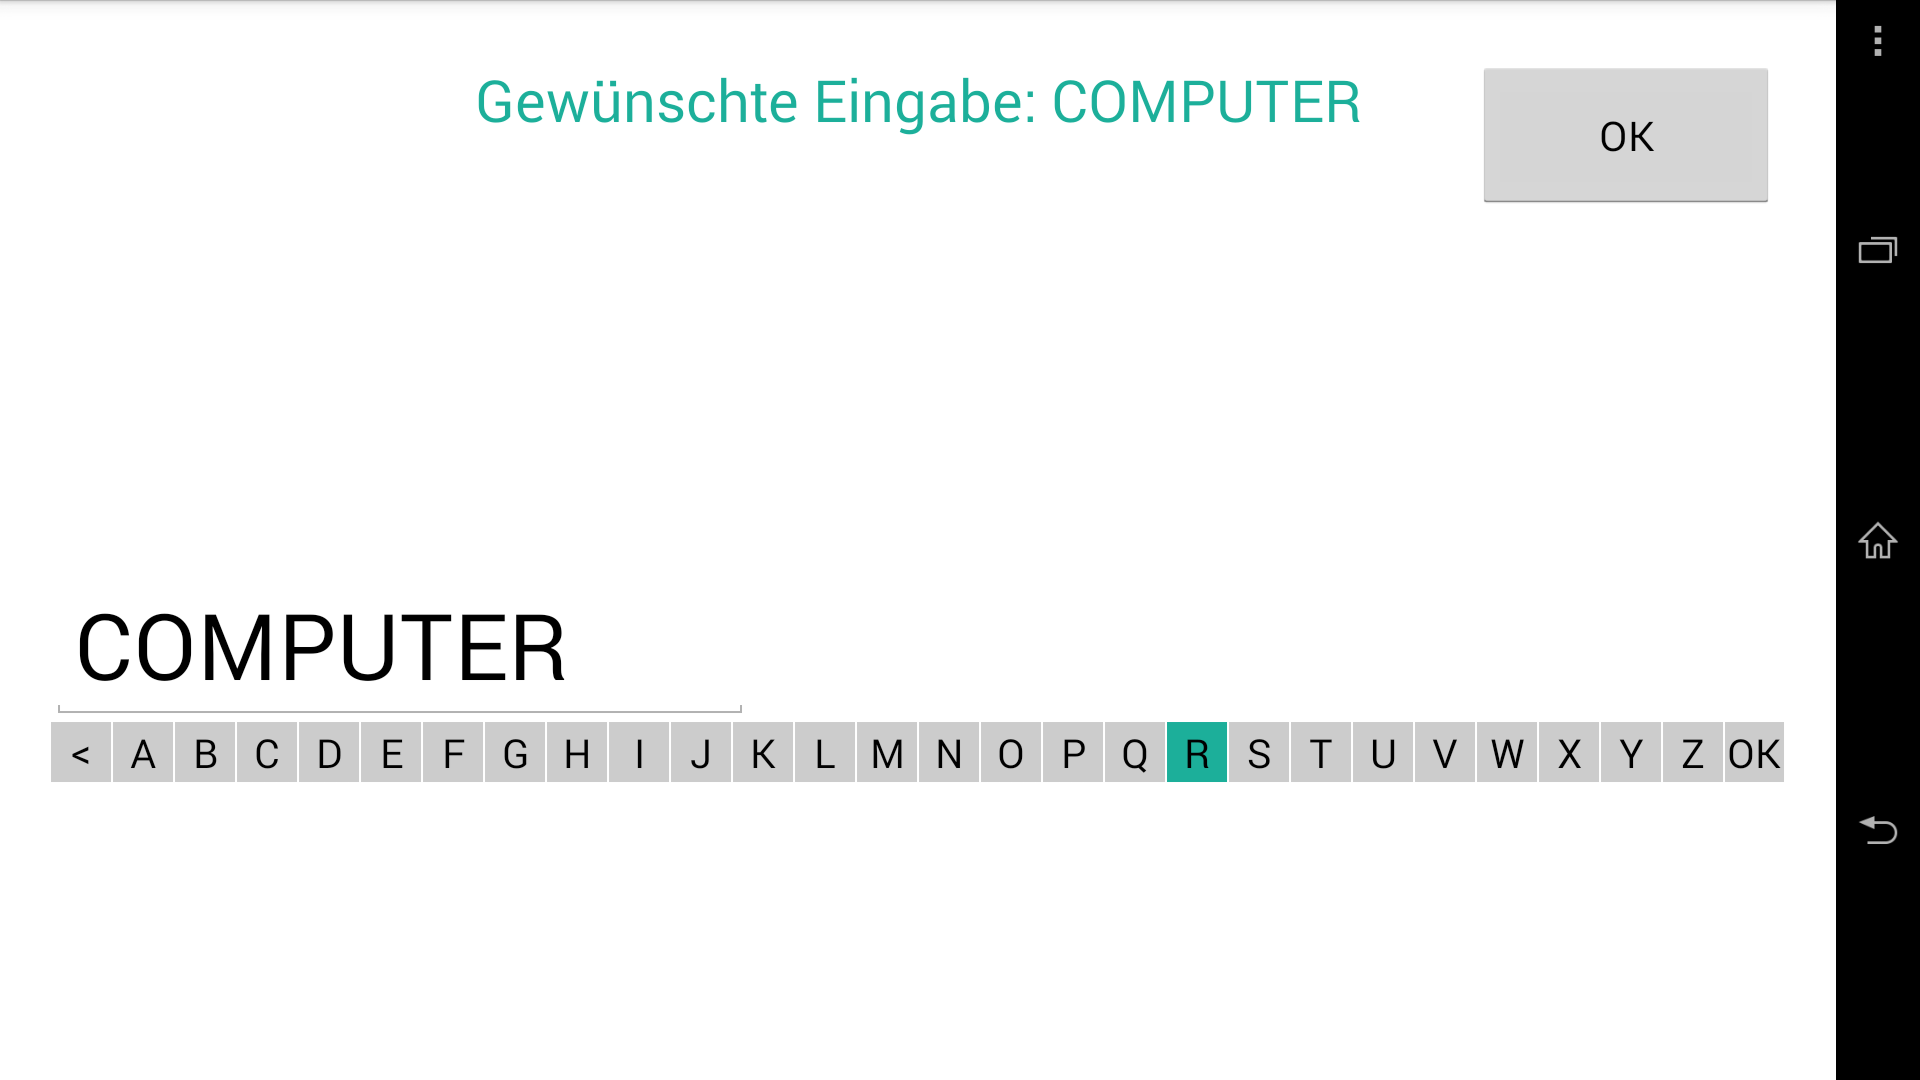 Gewünschte Eingabe: COMPUTER
OK
COMPUTER
< A B C D E F G H I J K L M N O P Q R S T U V W X Y Z OK